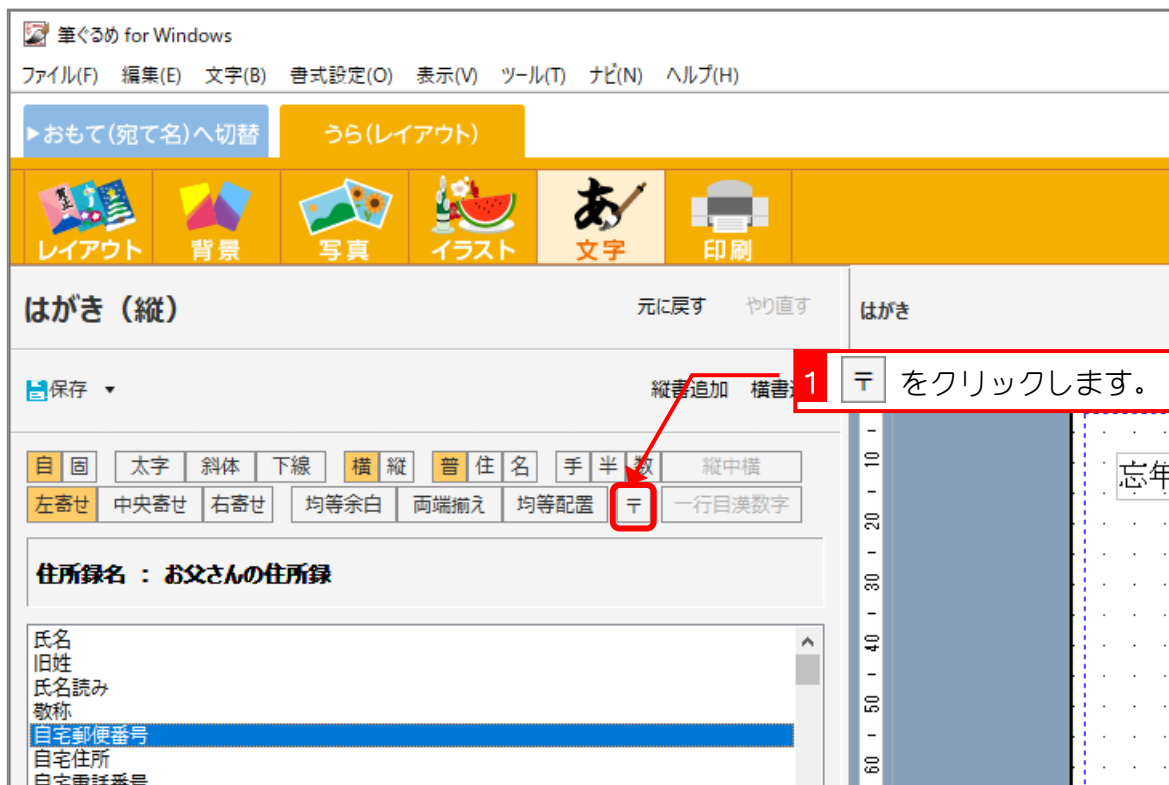 筆ぐるめ for Windows
ファイル(F) 編集(E) 文字(B) 書式設定(O) 表示(V) ツール(T) ナビ(N) ヘルプ(H)
▶おもて(宛て名)へ切替 うら(レイアウト)
レイアウト 背景 写真 イラスト 文字 印刷
はがき（縦） 元に戻す やり直す はがき
保存 ▼ 縦書追加 横書
1 〒 をクリックします。
自 固 太字 斜体 下線 横 縦 普 住 名 手 半 数 縦中横
左寄せ 中央寄せ 右寄せ 均等余白 両端揃え 均等配置 〒 一行目漢数字
住所録名 ： お父さんの住所録
氏名
旧姓
氏名読み
敬称
自宅郵便番号
自宅住所
自宅電話番号
10
20
30
40
50
60
忘年